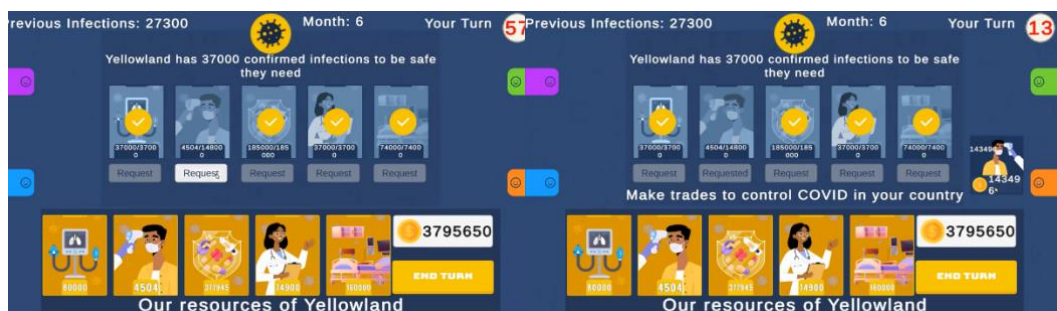 Previous Infections: 27300
Month: 6
Your Turn
57
Yellowland has 37000 confirmed infections to be safe
they need
37000/3700
0
4504/14800
0
185000/185
000
37000/3700
0
74000/7400
0
Request
Request
Request
Request
Request
80000
4504
14900
160000
3795650
END TURN
Our resources of Yellowland
Previous Infections: 27300
Month: 6
Your Turn
13
Yellowland has 37000 confirmed infections to be safe
they need
37000/3700
0
4504/14800
0
185000/185
000
37000/3700
0
74000/7400
0
Request
Requested
Request
Request
Request
143496
14349
6
Make trades to control COVID in your country
80000
4504
14900
160000
3795650
END TURN
Our resources of Yellowland